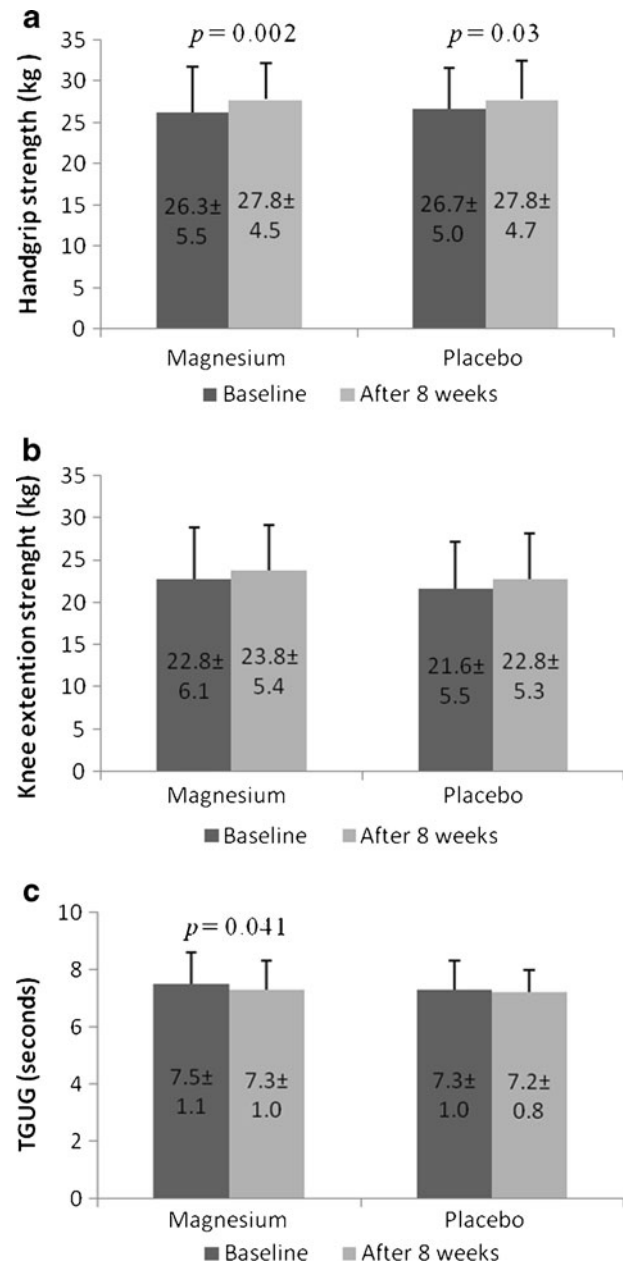 a
p = 0.002 p = 0.03
Handgrip strength (kg )
35
30
25
20
15
10
5
0
26.3± 27.8± 26.7± 27.8±
5.5 4.5 5.0 4.7
Magnesium Placebo
Baseline After 8 weeks
b
Knee extention strenght (kg)
35
30
25
20
15
10
5
0
22.8± 23.8± 21.6± 22.8±
6.1 5.4 5.5 5.3
Magnesium Placebo
Baseline After 8 weeks
c
p = 0.041
TGUG (seconds)
10
8
6
4
2
0
7.5± 7.3± 7.3± 7.2±
1.1 1.0 1.0 0.8
Magnesium Placebo
Baseline After 8 weeks